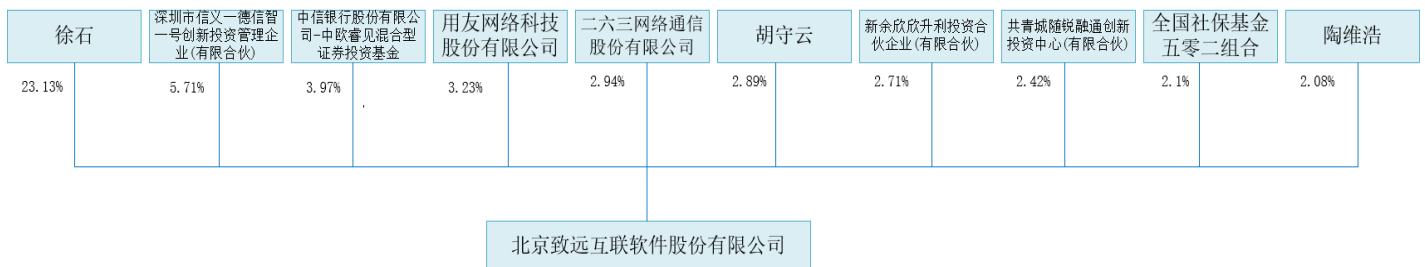 徐石
深圳市信义一德信智
一号创新投资管理企
业(有限合伙)
中信银行股份有限公
司-中欧睿见混合型
证券投资基金
用友网络科技
股份有限公司
二六三网络通信
股份有限公司
胡守云
新余欣欣升利投资合
伙企业(有限合伙)
共青城随锐融通创新
投资中心(有限合伙)
全国社保基金
五零二组合
陶维浩
23.13%
5.71%
3.97%
3.23%
2.94%
2.89%
2.71%
2.42%
2.1%
2.08%
北京致远互联软件股份有限公司